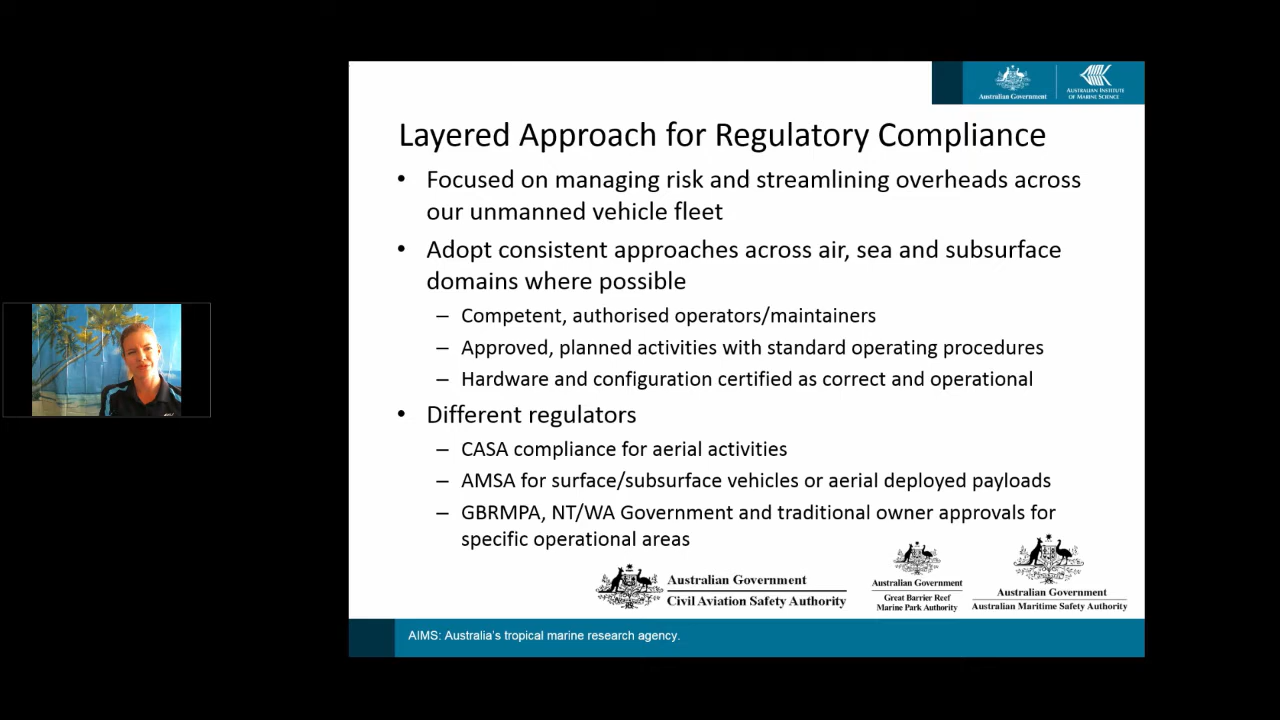 Australian Government
AIMS
AUSTRALIAN INSTITUTE
OF MARINE SCIENCE
Layered Approach for Regulatory Compliance
• Focused on managing risk and streamlining overheads across
our unmanned vehicle fleet
• Adopt consistent approaches across air, sea and subsurface
domains where possible
– Competent, authorised operators/maintainers
– Approved, planned activities with standard operating procedures
– Hardware and configuration certified as correct and operational
• Different regulators
– CASA compliance for aerial activities
– AMSA for surface/subsurface vehicles or aerial deployed payloads
– GBRMPA, NT/WA Government and traditional owner approvals for
specific operational areas
Australian Government
Civil Aviation Safety Authority
Australian Government
Great Barrier Reef
Marine Park Authority
Australian Government
Australian Maritime Safety Authority
AIMS: Australia's tropical marine research agency.